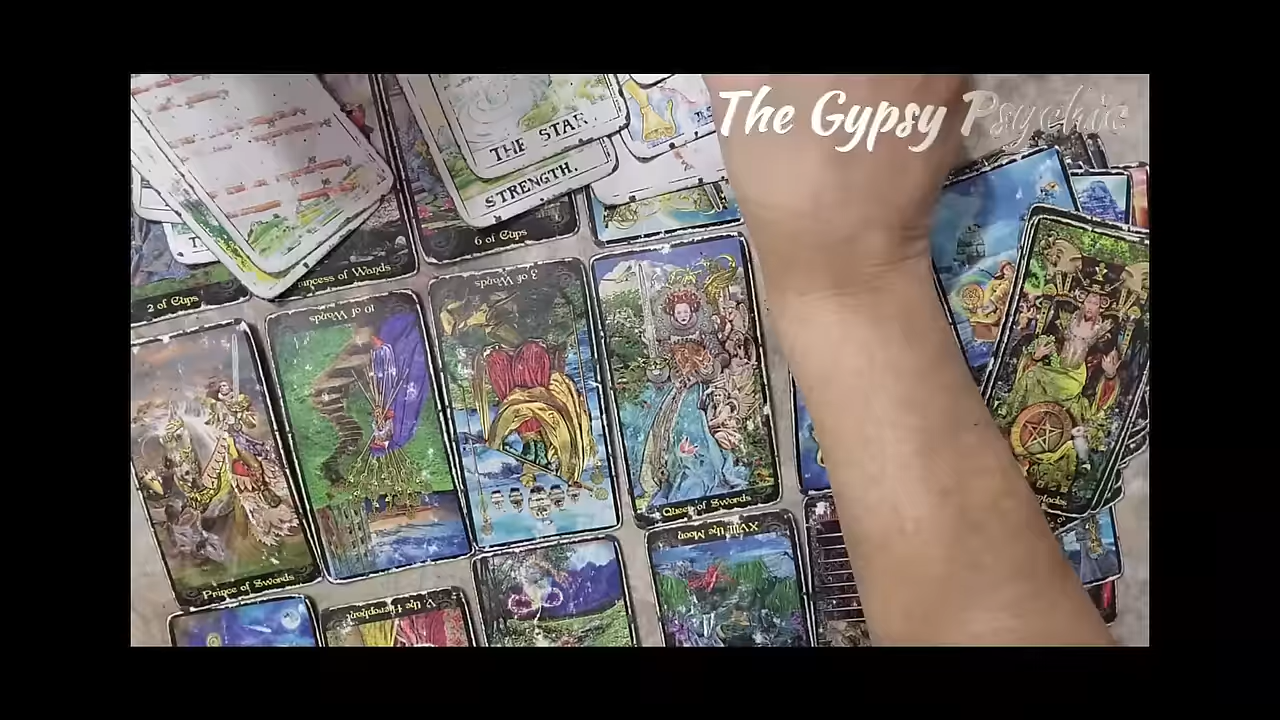 The Gypsy Psychic
THE STAR.
STRENGTH.
6 of Cups
2 of Cups
Princess of Wands
10 of Wands
3 of Wands
Queen of Swords
Prince of Swords
XVIII. the Moon
V. the Hierophant